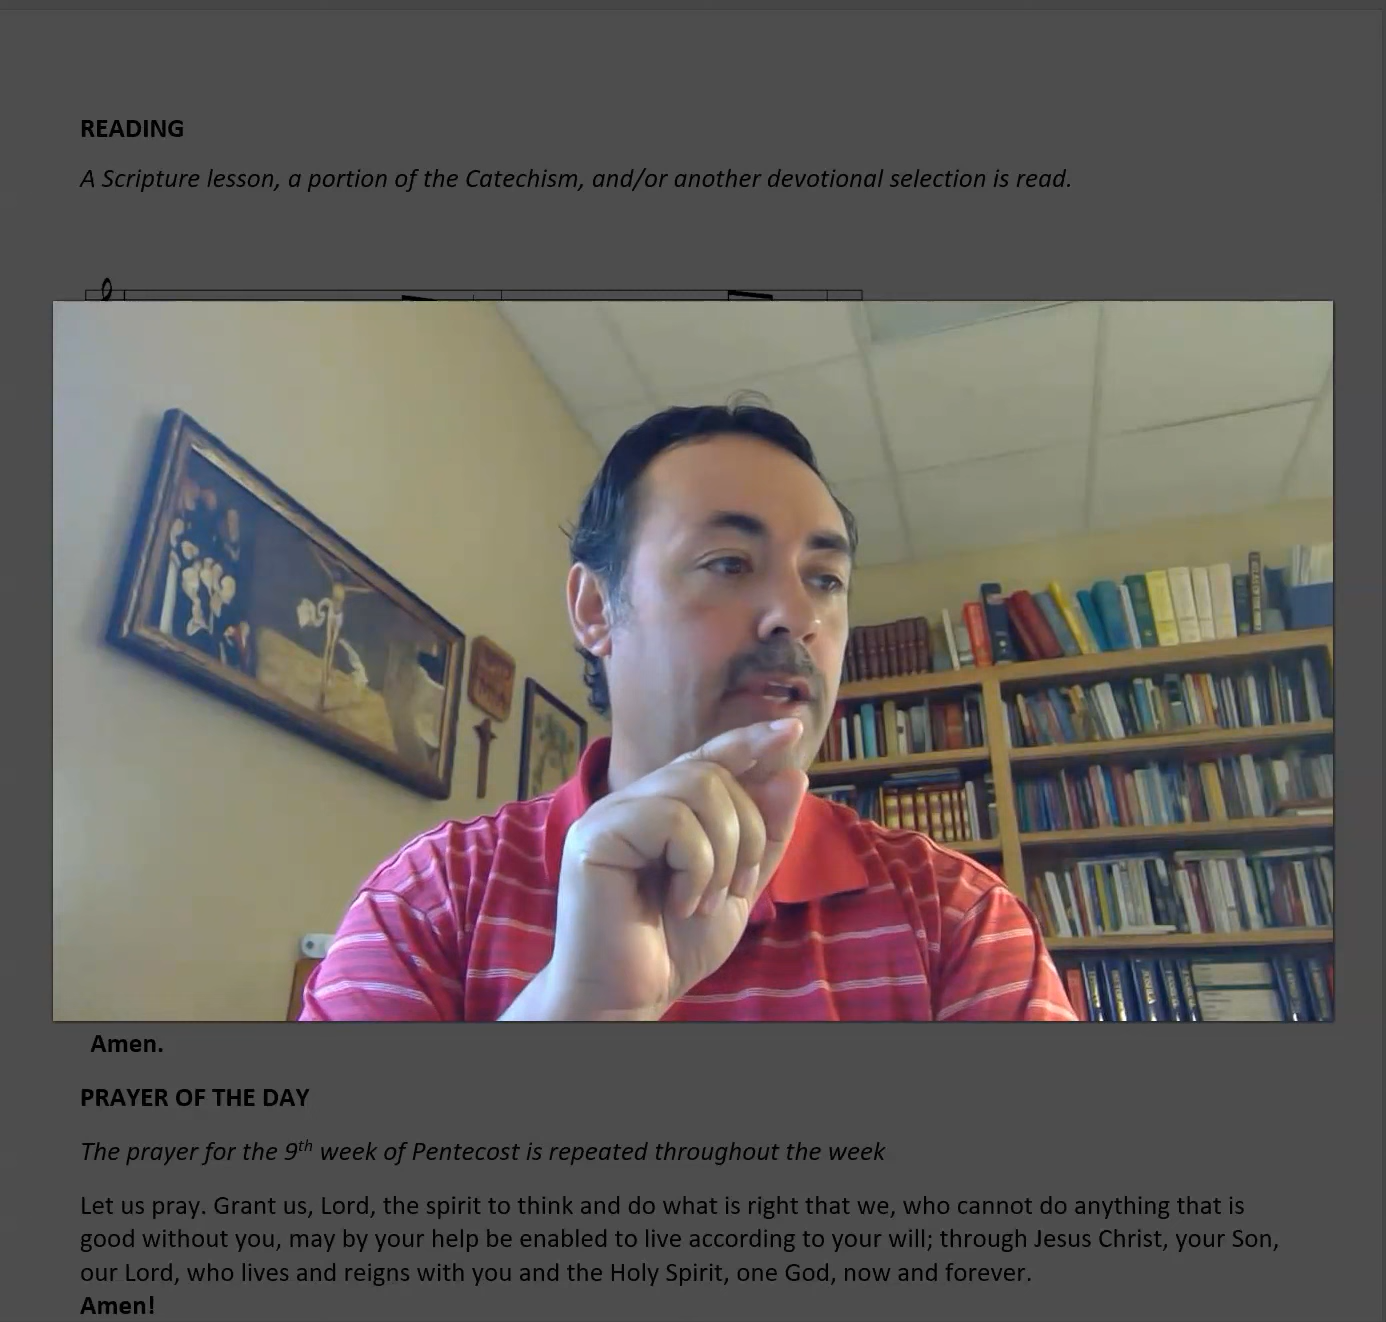 READING
A Scripture lesson, a portion of the Catechism, and/or another devotional selection is read.
Amen.
PRAYER OF THE DAY
The prayer for the 9th week of Pentecost is repeated throughout the week
Let us pray. Grant us, Lord, the spirit to think and do what is right that we, who cannot do anything that is
good without you, may by your help be enabled to live according to your will; through Jesus Christ, your Son,
our Lord, who lives and reigns with you and the Holy Spirit, one God, now and forever.
Amen!